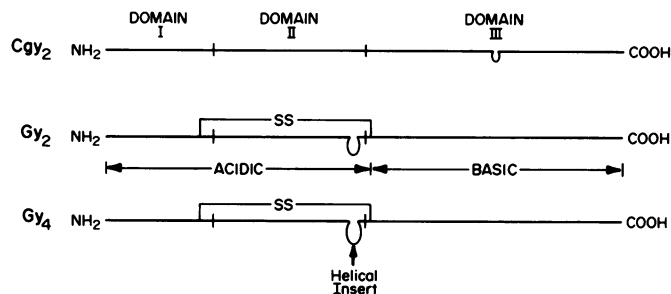 DOMAIN I DOMAIN II DOMAIN III
Cgy2 NH2 COOH
SS
Gy2 NH2 COOH
ACIDIC BASIC
SS
Gy4 NH2 COOH
Helical
Insert